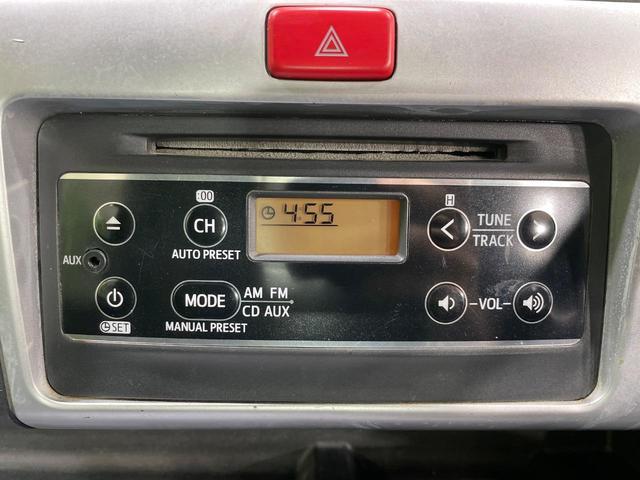 :00
CH
AUTO PRESET
4:55
H
TUNE
TRACK
AUX
MODE
AM FM
CD AUX
MANUAL PRESET
VOL
SET